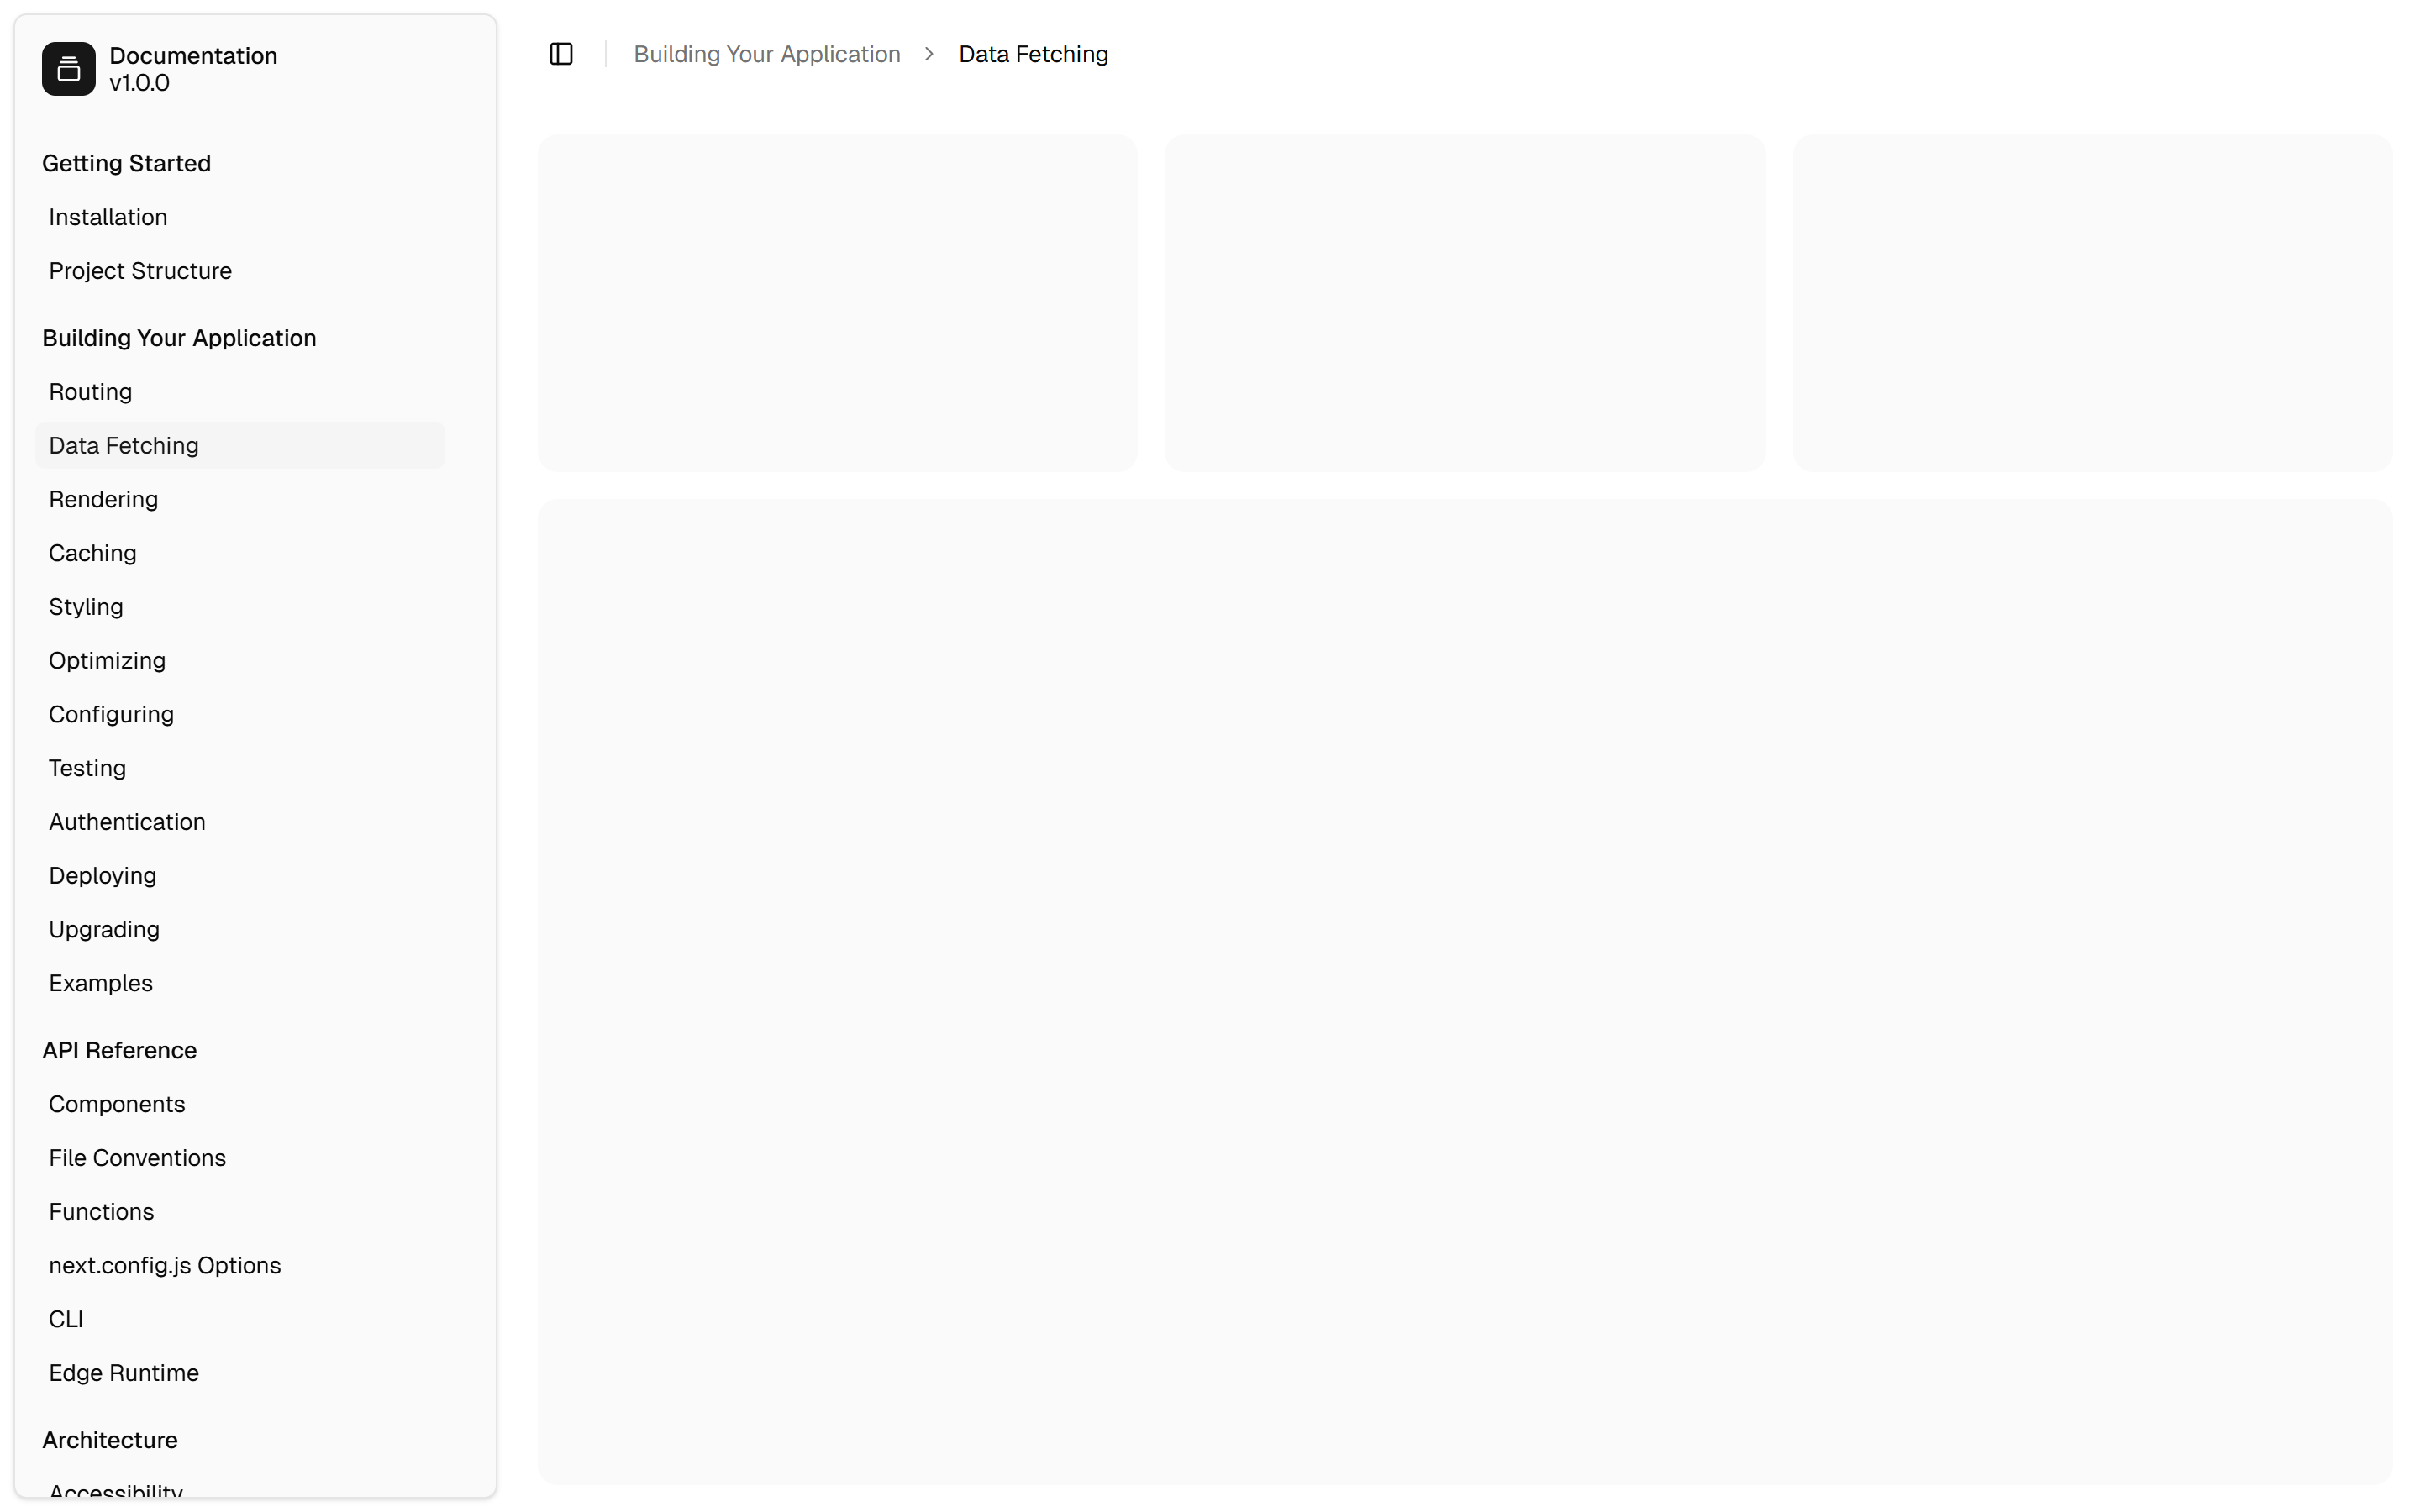 Documentation
v1.0.0
Getting Started
Installation
Project Structure
Building Your Application
Routing
Data Fetching
Rendering
Caching
Styling
Optimizing
Configuring
Testing
Authentication
Deploying
Upgrading
Examples
API Reference
Components
File Conventions
Functions
next.config.js Options
CLI
Edge Runtime
Architecture
Accessibility
Building Your Application > Data Fetching